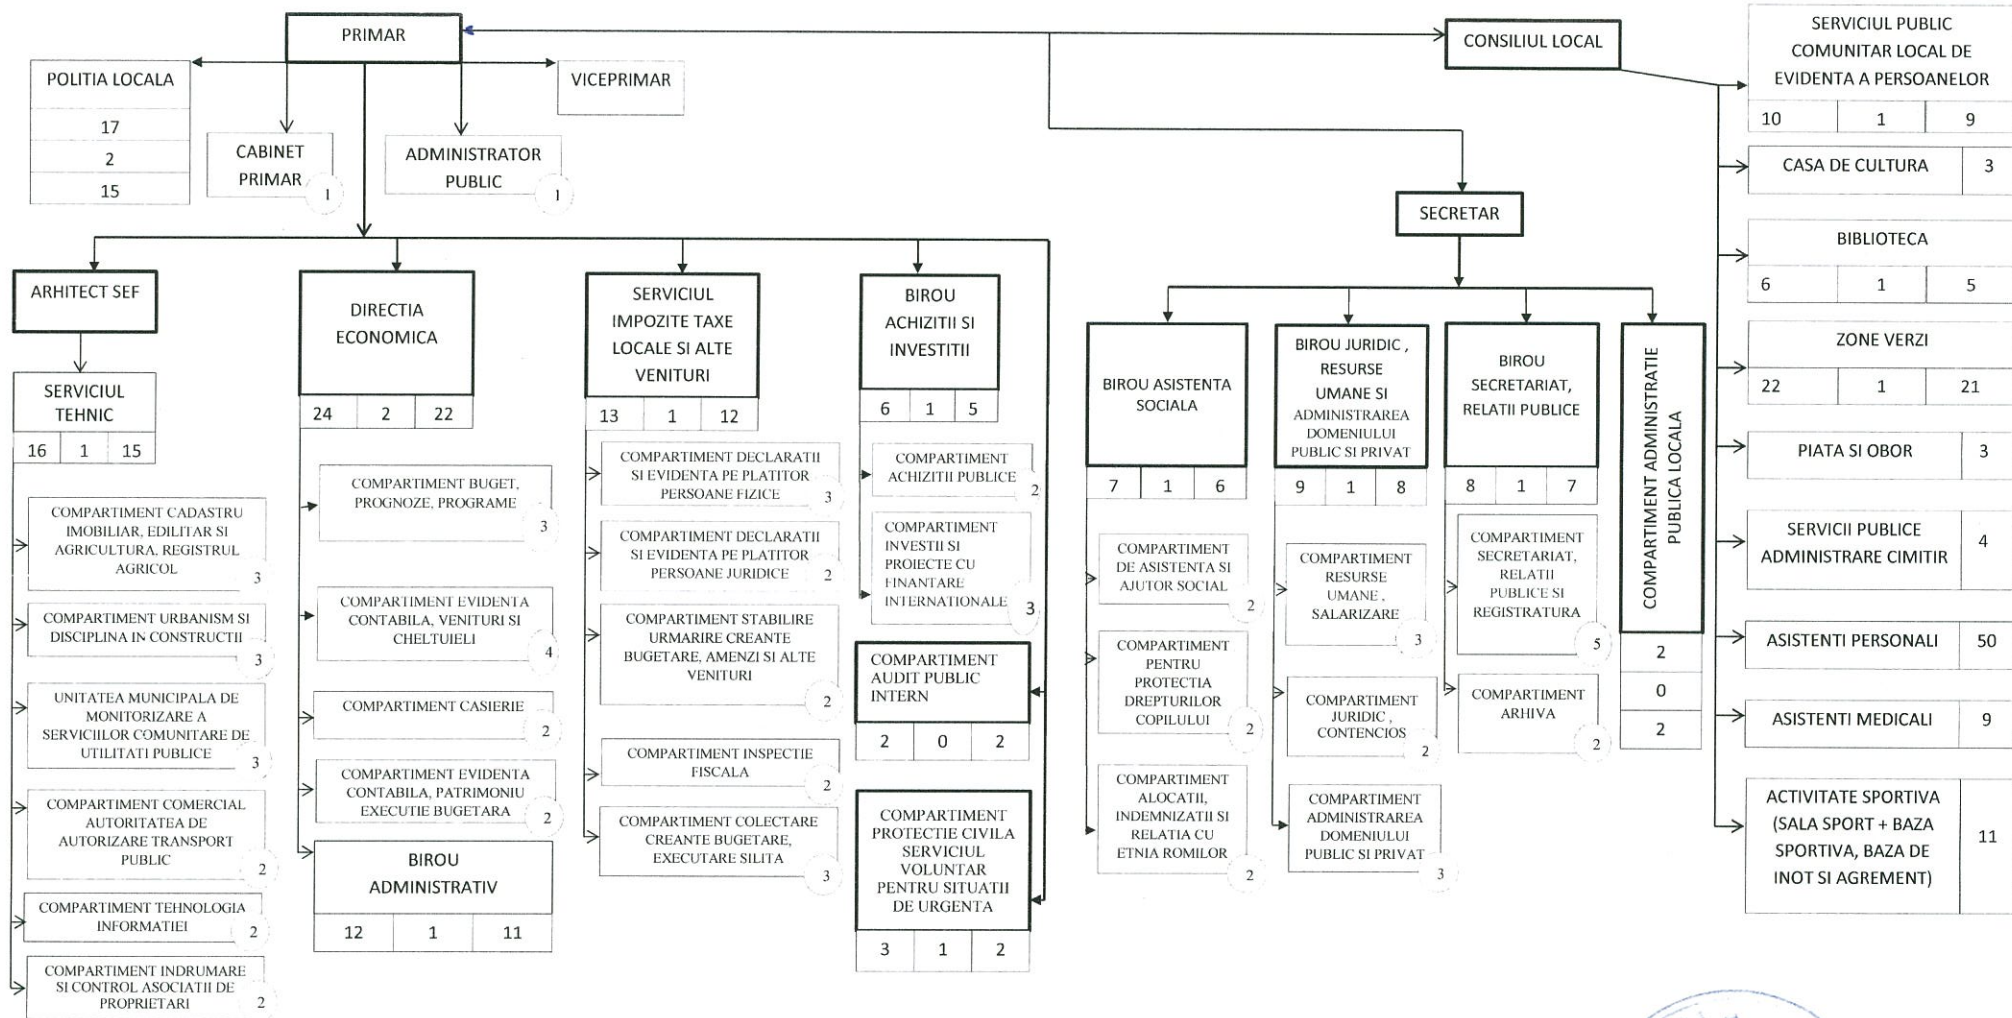 PRIMAR
CONSILIUL LOCAL
POLITIA LOCALA
17
2
15
CABINET
PRIMAR
1
ADMINISTRATOR
PUBLIC
1
VICEPRIMAR
SECRETAR
ARHITECT SEF
SERVICIUL
TEHNIC
16 1 15
COMPARTIMENT CADASTRU
IMOBILIAR, EDILITAR SI
AGRICULTURA, REGISTRUL
AGRICOL
3
COMPARTIMENT URBANISM SI
DISCIPLINA IN CONSTRUCTII
3
UNITATEA MUNICIPALA DE
MONITORIZARE A
SERVICIILOR COMUNITARE DE
UTILITATI PUBLICE
3
COMPARTIMENT COMERCIAL
AUTORITATEA DE
AUTORIZARE TRANSPORT
PUBLIC
2
COMPARTIMENT TEHNOLOGIA
INFORMATIEI
2
COMPARTIMENT INDRUMARE
SI CONTROL ASOCIATII DE
PROPRIETARI
2
DIRECTIA
ECONOMICA
24 2 22
COMPARTIMENT BUGET,
PROGNOZE, PROGRAME
3
COMPARTIMENT EVIDENTA
CONTABILA, VENITURI SI
CHELTUIELI
4
COMPARTIMENT CASIERIE
2
COMPARTIMENT EVIDENTA
CONTABILA, PATRIMONIU
EXECUTIE BUGETARA
2
BIROU
ADMINISTRATIV
12 1 11
SERVICIUL
IMPOZITE TAXE
LOCALE SI ALTE
VENITURI
13 1 12
COMPARTIMENT DECLARATII
SI EVIDENTA PE PLATITOR
PERSOANE FIZICE
3
COMPARTIMENT DECLARATII
SI EVIDENTA PE PLATITOR
PERSOANE JURIDICE
2
COMPARTIMENT STABILIRE
URMARIRE CREANTE
BUGETARE, AMENZI SI ALTE
VENITURI
2
COMPARTIMENT INSPECTIE
FISCALA
2
COMPARTIMENT COLECTARE
CREANTE BUGETARE,
EXECUTARE SILITA
3
BIROU
ACHIZITII SI
INVESTITII
6 1 5
COMPARTIMENT
ACHIZITII PUBLICE
2
COMPARTIMENT
INVESTII SI
PROIECTE CU
FINANTARE
INTERNATIONALE
3
COMPARTIMENT
AUDIT PUBLIC
INTERN
2 0 2
COMPARTIMENT
PROTECTIE CIVILA
SERVICIUL
VOLUNTAR
PENTRU SITUATII
DE URGENTA
3 1 2
BIROU ASISTENTA
SOCIALA
7 1 6
COMPARTIMENT
DE ASISTENTA SI
AJUTOR SOCIAL
2
COMPARTIMENT
PENTRU
PROTECTIA
DREPTURILOR
COPILULUI
2
COMPARTIMENT
ALOCATII,
INDEMNIZATII SI
RELATIA CU
ETNIA ROMILOR
2
BIROU JURIDIC ,
RESURSE
UMANE SI
ADMINISTRAREA
DOMENIULUI
PUBLIC SI PRIVAT
9 1 8
COMPARTIMENT
RESURSE
UMANE ,
SALARIZARE
3
COMPARTIMENT
JURIDIC ,
CONTENCIOS
2
COMPARTIMENT
ADMINISTRAREA
DOMENIULUI
PUBLIC SI PRIVAT
3
BIROU
SECRETARIAT,
RELATII PUBLICE
8 1 7
COMPARTIMENT
SECRETARIAT,
RELATII
PUBLICE SI
REGISTRATURA
5
COMPARTIMENT
ARHIVA
2
COMPARTIMENT ADMINISTRATIE
PUBLICA LOCALA
2
0
2
SERVICIUL PUBLIC
COMUNITAR LOCAL DE
EVIDENTA A PERSOANELOR
10 1 9
CASA DE CULTURA 3
BIBLIOTECA
6 1 5
ZONE VERZI
22 1 21
PIATA SI OBOR 3
SERVICII PUBLICE
ADMINISTRARE CIMITIR
4
ASISTENTI PERSONALI 50
ASISTENTI MEDICALI 9
ACTIVITATE SPORTIVA
(SALA SPORT + BAZA
SPORTIVA, BAZA DE
INOT SI AGREMENT)
11